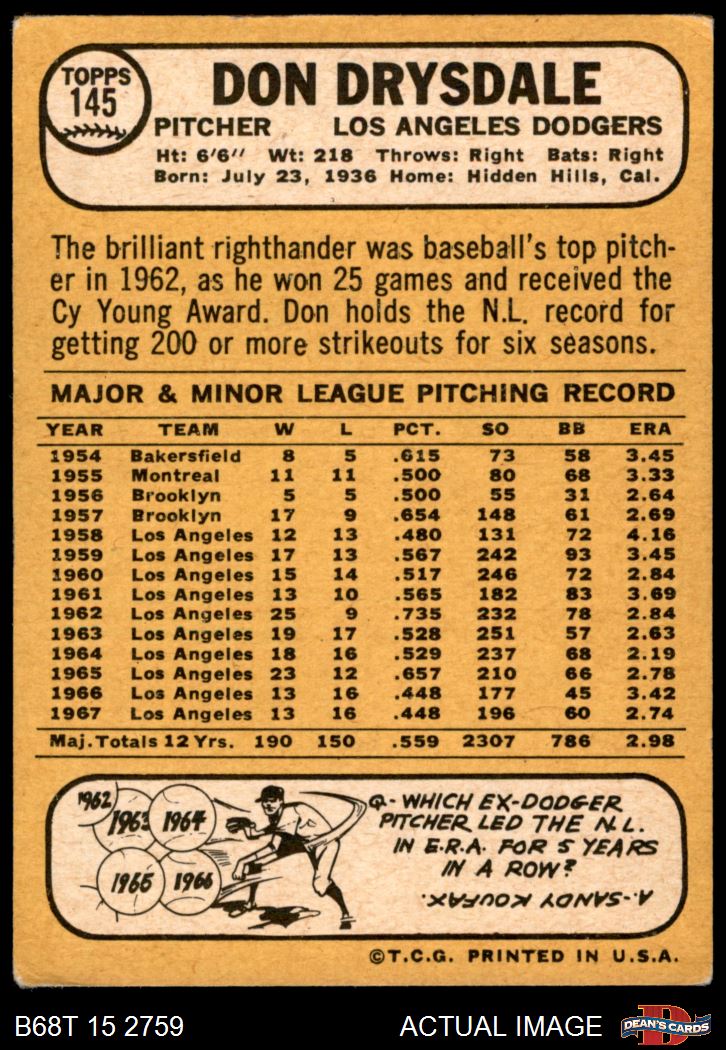 TOPPS
145
DON DRYSDALE
PITCHER LOS ANGELES DODGERS
Ht: 6'6" Wt: 218 Throws: Right Bats: Right
Born: July 23, 1936 Home: Hidden Hills, Cal.
The brilliant righthander was baseball's top pitch-
er in 1962, as he won 25 games and received the
Cy Young Award. Don holds the N.L. record for
getting 200 or more strikeouts for six seasons.
MAJOR & MINOR LEAGUE PITCHING RECORD
YEAR TEAM W L PCT. SO BB ERA
1954 Bakersfield 8 5 .615 73 58 3.45
1955 Montreal 11 11 .500 80 68 3.33
1956 Brooklyn 5 5 .500 55 31 2.64
1957 Brooklyn 17 9 .654 148 61 2.69
1958 Los Angeles 12 13 .480 131 72 4.16
1959 Los Angeles 17 13 .567 242 93 3.45
1960 Los Angeles 15 14 .517 246 72 2.84
1961 Los Angeles 13 10 .565 182 83 3.69
1962 Los Angeles 25 9 .735 232 78 2.84
1963 Los Angeles 19 17 .528 251 57 2.63
1964 Los Angeles 18 16 .529 237 68 2.19
1965 Los Angeles 23 12 .657 210 66 2.78
1966 Los Angeles 13 16 .448 177 45 3.42
1967 Los Angeles 13 16 .448 196 60 2.74
Maj. Totals 12 Yrs. 190 150 .559 2307 786 2.98
1962
1963 1964
1965 1966
Q- WHICH EX-DODGER
PITCHER LED THE N.L.
IN E.R.A. FOR 5 YEARS
IN A ROW?
A-SANDY KOUFAX.
©T.C.G. PRINTED IN U.S.A.
B68T 15 2759 ACTUAL IMAGE
D
DEAN'S CARDS